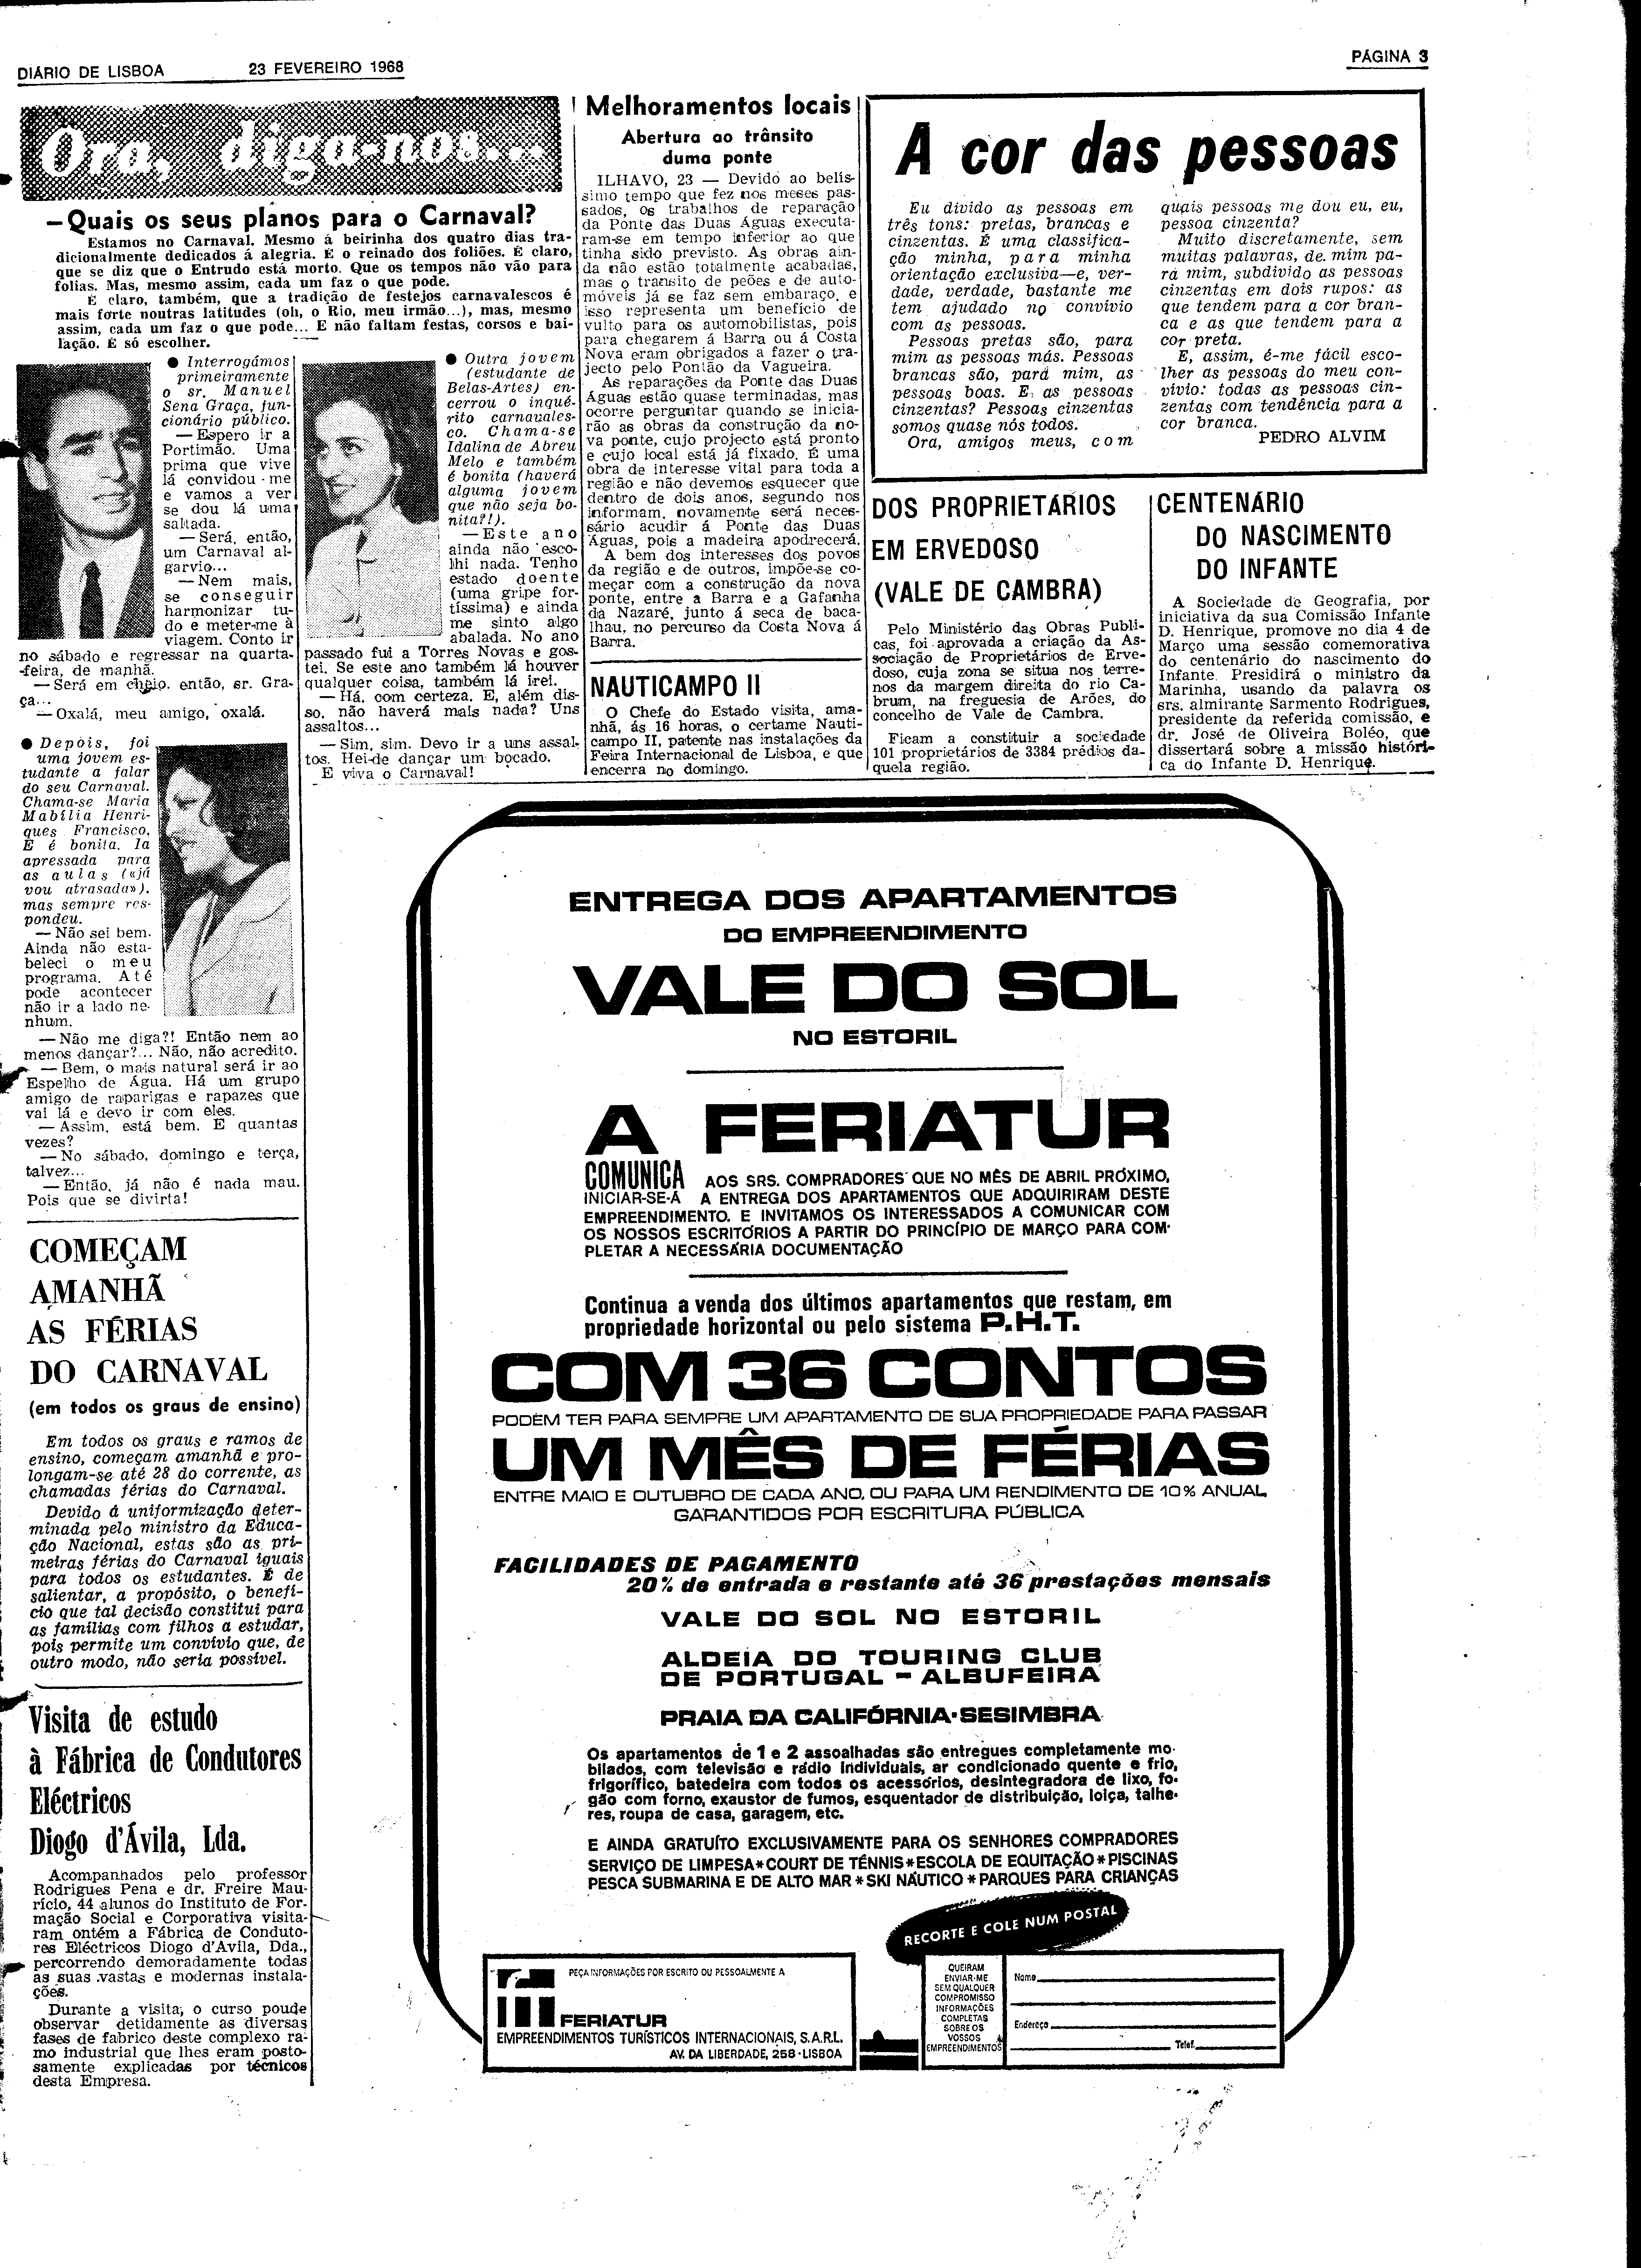 DIÁRIO DE LISBOA 23 FEVEREIRO 1968
PÁGINA 3
Ora, diga-nos...
—Quais os seus planos para o Carnaval?
Estamos no Carnaval. Mesmo á beirinha dos quatro dias tra-
dicionalmente dedicados á alegria. É o reinado dos foliões. É claro,
que se diz que o Entrudo está morto. Que os tempos não vão para
folias. Mas, mesmo assim, cada um faz o que pode.
É claro, também, que a tradição de festejos carnavalescos é
mais forte noutras latitudes (oh, o Rio, meu irmão...), mas, mesmo
assim, cada um faz o que pode... E não faltam festas, corsos e bai-
lação. É só escolher.
● Interrogámos
primeiramente
o sr. Manuel
Sena Graça, fun-
cionário público.
— Espero ir a
Portimão. Uma
prima que vive
lá convidou-me
e vamos a ver
se dou lá uma
saltada.
— Será, então,
um Carnaval al-
garvio...
— Nem mais,
se conseguir
harmonizar tu-
do e meter-me à
viagem. Conto ir
no sábado e regressar na quarta-
-feira, de manhã.
— Será em cheio, então, sr. Gra-
ça...
— Oxalá, meu amigo, oxalá.
● Depois, foi
uma jovem es-
tudante a falar
do seu Carnaval.
Chama-se Maria
Mabília Henri-
ques Francisco.
E é bonita. Ia
apressada para
as aulas («já
vou atrasada»),
mas sempre res-
pondeu.
— Não sei bem.
Ainda não esta-
beleci o meu
programa. Até
pode acontecer
não ir a lado ne-
nhum.
— Não me diga?! Então nem ao
menos dançar?... Não, não acredito.
— Bem, o mais natural será ir ao
Espelho de Água. Há um grupo
amigo de raparigas e rapazes que
vai lá e devo ir com eles.
— Assim, está bem. E quantas
vezes?
— No sábado, domingo e terça,
talvez...
— Então, já não é nada mau.
Pois que se divirta!
● Outra jovem
(estudante de
Belas-Artes) en-
cerrou o inqué-
rito carnavales-
co. Chama-se
Idalina de Abreu
Melo e também
é bonita (haverá
alguma jovem
que não seja bo-
nita?!).
— Este ano
ainda não esco-
lhi nada. Tenho
estado doente
(uma gripe for-
tíssima) e ainda
me sinto algo
abalada. No ano
passado fui a Torres Novas e gos-
tei. Se este ano também lá houver
qualquer coisa, também lá irei.
— Há, com certeza. E, além dis-
so, não haverá mais nada? Uns
assaltos...
— Sim, sim. Devo ir a uns assal-
tos. Hei-de dançar um bocado.
E viva o Carnaval!
COMEÇAM
AMANHÃ
AS FÉRIAS
DO CARNAVAL
(em todos os graus de ensino)
Em todos os graus e ramos de
ensino, começam amanhã e pro-
longam-se até 28 do corrente, as
chamadas férias do Carnaval.
Devido á uniformização deter-
minada pelo ministro da Educa-
ção Nacional, estas são as pri-
meiras férias do Carnaval iguais
para todos os estudantes. É de
salientar, a propósito, o benefi-
cio que tal decisão constitui para
as famílias com filhos a estudar,
pois permite um convívio que, de
outro modo, não seria possível.
Visita de estudo
à Fábrica de Condutores
Eléctricos
Diogo d'Ávila, Lda.
Acompanhados pelo professor
Rodrigues Pena e dr. Freire Mau-
rício, 44 alunos do Instituto de For-
mação Social e Corporativa visita-
ram ontém a Fábrica de Conduto-
res Eléctricos Diogo d'Avila, Dda.,
percorrendo demoradamente todas
as suas vastas e modernas instala-
ções.
Durante a visita, o curso poude
observar detidamente as diversas
fases de fabrico deste complexo ra-
mo industrial que lhes eram posto-
samente explicadas por técnicos
desta Empresa.
Melhoramentos locais
Abertura ao trânsito
duma ponte
ILHAVO, 23 — Devido ao belís-
simo tempo que fez nos meses pas-
sados, os trabalhos de reparação
da Ponte das Duas Águas executa-
ram-se em tempo inferior ao que
tinha sido previsto. As obras ain-
da não estão totalmente acabadas,
mas o transito de peões e de auto-
móveis já se faz sem embaraço, e
isso representa um benefício de
vulto para os automobilistas, pois
para chegarem á Barra ou á Costa
Nova eram obrigados a fazer o tra-
jecto pelo Pontão da Vagueira.
As reparações da Ponte das Duas
Águas estão quase terminadas, mas
ocorre perguntar quando se inicia-
rão as obras da construção da no-
va ponte, cujo projecto está pronto
e cujo local está já fixado. É uma
obra de interesse vital para toda a
região e não devemos esquecer que
dentro de dois anos, segundo nos
informam, novamente será neces-
sário acudir á Ponte das Duas
Águas, pois a madeira apodrecerá.
A bem dos interesses dos povos
da região e de outros, impõe-se co-
meçar com a construção da nova
ponte, entre a Barra e a Gafanha
da Nazaré, junto á seca de baca-
lhau, no percurso da Costa Nova á
Barra.
NAUTICAMPO II
O Chefe do Estado visita, ama-
nhã, ás 16 horas, o certame Nauti-
campo II, patente nas instalações da
Feira Internacional de Lisboa, e que
encerra no domingo.
A cor das pessoas
Eu divido as pessoas em
três tons: pretas, brancas e
cinzentas. É uma classifica-
ção minha, para minha
orientação exclusiva—e, ver-
dade, verdade, bastante me
tem ajudado no convívio
com as pessoas.
Pessoas pretas são, para
mim as pessoas más. Pessoas
brancas são, pará mim, as
pessoas boas. E as pessoas
cinzentas? Pessoas cinzentas
somos quase nós todos.
Ora, amigos meus, com
quais pessoas me dou eu, eu,
pessoa cinzenta?
Muito discretamente, sem
muitas palavras, de mim pa-
ra mim, subdivido as pessoas
cinzentas em dois rupos: as
que tendem para a cor bran-
ca e as que tendem para a
cor preta.
E, assim, é-me fácil esco-
lher as pessoas do meu con-
vívio: todas as pessoas cin-
zentas com tendência para a
cor branca.
PEDRO ALVIM
DOS PROPRIETÁRIOS
EM ERVEDOSO
(VALE DE CAMBRA)
Pelo Ministério das Obras Publi-
cas, foi aprovada a criação da As-
sociação de Proprietários de Erve-
doso, cuja zona se situa nos terre-
nos da margem direita do rio Ca-
brum, na freguesia de Arões, do
concelho de Vale de Cambra.
Ficam a constituir a sociedade
101 proprietários de 3384 prédios da-
quela região.
CENTENÁRIO
DO NASCIMENTO
DO INFANTE
A Sociedade de Geografia, por
iniciativa da sua Comissão Infante
D. Henrique, promove no dia 4 de
Março uma sessão comemorativa
do centenário do nascimento do
Infante. Presidirá o ministro da
Marinha, usando da palavra os
srs. almirante Sarmento Rodrigues,
presidente da referida comissão, e
dr. José de Oliveira Boléo, que
dissertará sobre a missão históri-
ca do Infante D. Henrique.
ENTREGA DOS APARTAMENTOS
DO EMPREENDIMENTO
VALE DO SOL
NO ESTORIL
A FERIATUR
COMUNICA AOS SRS. COMPRADORES QUE NO MÊS DE ABRIL PRÓXIMO,
INICIAR-SE-Á A ENTREGA DOS APARTAMENTOS QUE ADQUIRIRAM DESTE
EMPREENDIMENTO. E INVITAMOS OS INTERESSADOS A COMUNICAR COM
OS NOSSOS ESCRITÓRIOS A PARTIR DO PRINCÍPIO DE MARÇO PARA COM-
PLETAR A NECESSÁRIA DOCUMENTAÇÃO
Continua a venda dos últimos apartamentos que restam, em
propriedade horizontal ou pelo sistema P.H.T.
COM 36 CONTOS
PODEM TER PARA SEMPRE UM APARTAMENTO DE SUA PROPRIEDADE PARA PASSAR
UM MÊS DE FÉRIAS
ENTRE MAIO E OUTUBRO DE CADA ANO, OU PARA UM RENDIMENTO DE 10% ANUAL
GARANTIDOS POR ESCRITURA PÚBLICA
FACILIDADES DE PAGAMENTO
20% de entrada e restante até 36 prestações mensais
VALE DO SOL NO ESTORIL
ALDEIA DO TOURING CLUB
DE PORTUGAL - ALBUFEIRA
PRAIA DA CALIFÓRNIA-SESIMBRA
Os apartamentos de 1 e 2 assoalhadas são entregues completamente mo-
bilados, com televisão e rádio individuais, ar condicionado quente e frio,
frigorífico, batedeira com todos os acessórios, desintegradora de lixo, fo-
gão com forno, exaustor de fumos, esquentador de distribuição, loiça, talhe-
res, roupa de casa, garagem, etc.
E AINDA GRATUÍTO EXCLUSIVAMENTE PARA OS SENHORES COMPRADORES
SERVIÇO DE LIMPESA*COURT DE TÉNNIS*ESCOLA DE EQUITAÇÃO*PISCINAS
PESCA SUBMARINA E DE ALTO MAR*SKI NÁUTICO*PARQUES PARA CRIANÇAS
RECORTE E COLE NUM POSTAL
PEÇA INFORMAÇÕES POR ESCRITO OU PESSOALMENTE A
FERIATUR
EMPREENDIMENTOS TURÍSTICOS INTERNACIONAIS, S.A.R.L.
AV. DA LIBERDADE, 258-LISBOA
QUEIRAM
ENVIAR-ME
SEM QUALQUER
COMPROMISSO
INFORMAÇÕES
COMPLETAS
SOBRE OS
VOSSOS
EMPREENDIMENTOS
Nome
Endereço
Telef.